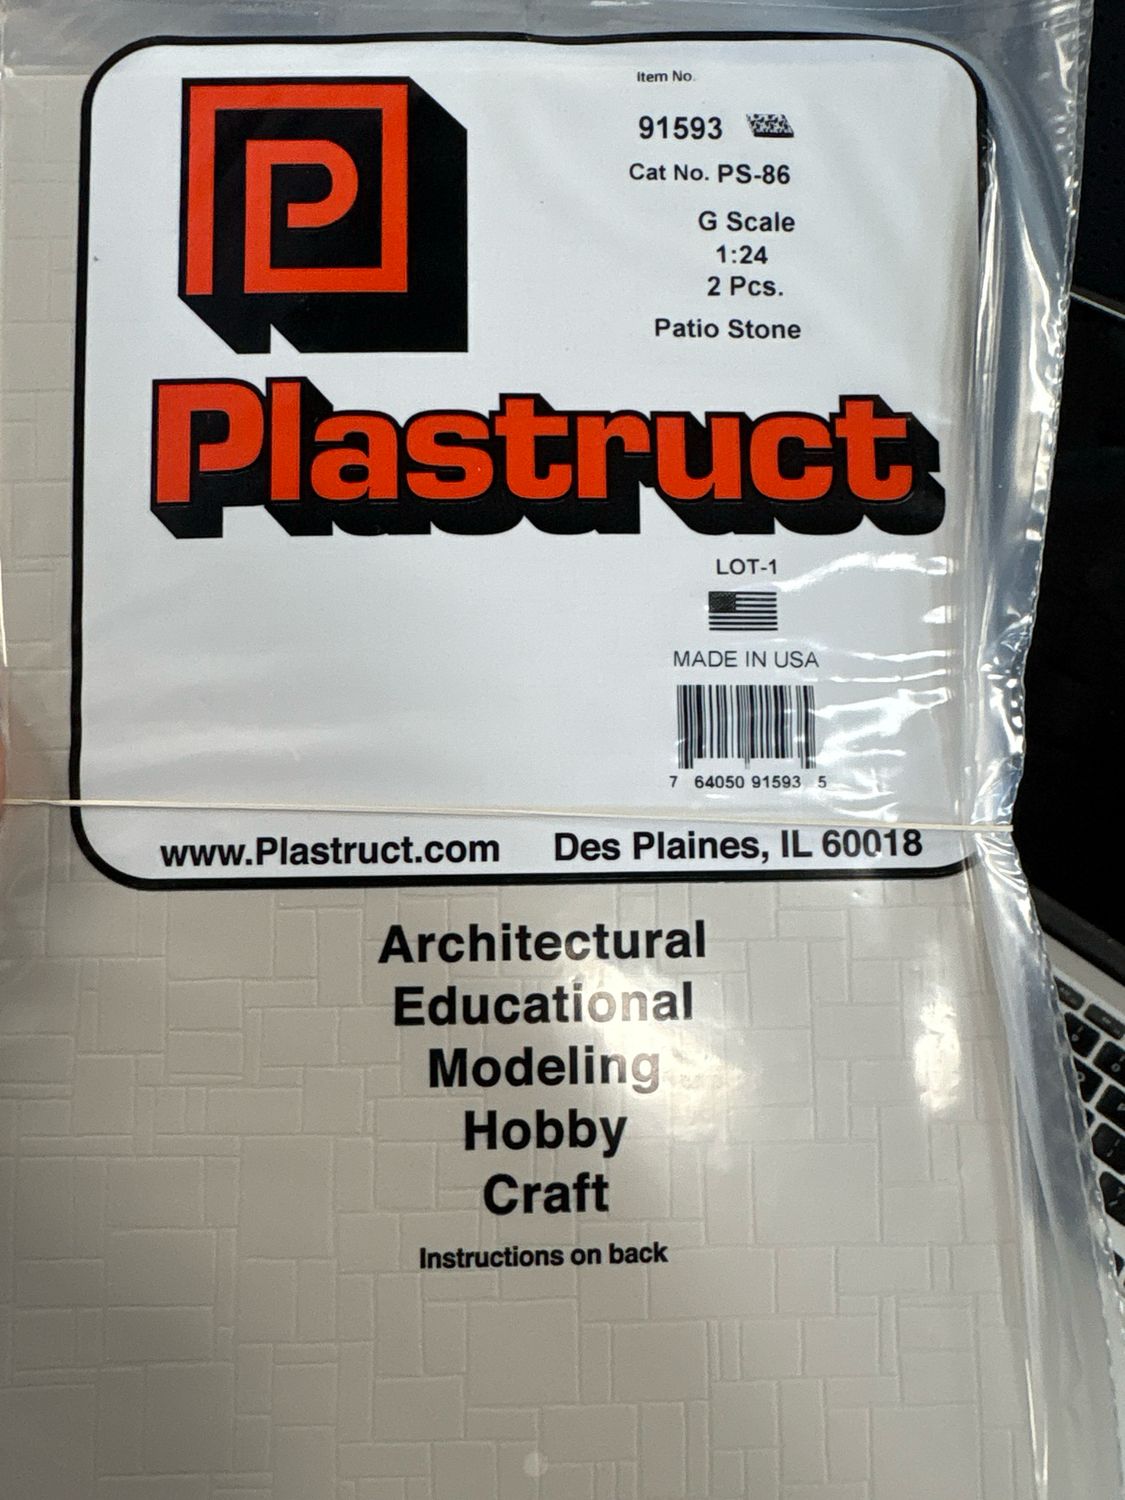 P
Item No.
91593
Cat No. PS-86
G Scale
1:24
2 Pcs.
Patio Stone
Plastruct
LOT-1
MADE IN USA
7 64050 91593 5
www.Plastruct.com Des Plaines, IL 60018
Architectural
Educational
Modeling
Hobby
Craft
Instructions on back